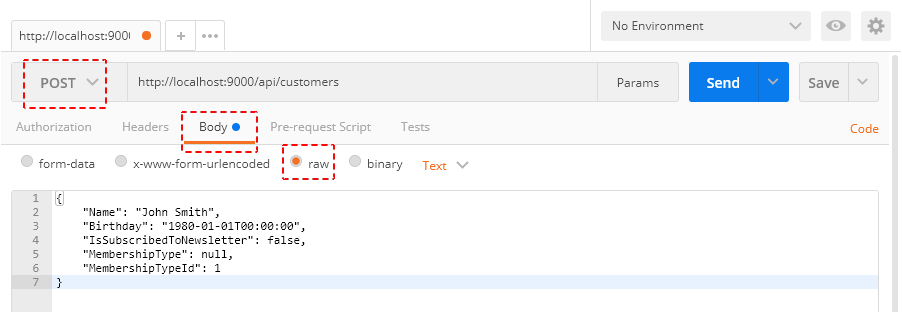 http://localhost:900 + ••• No Environment
POST http://localhost:9000/api/customers Params Send Save
Authorization Headers Body Pre-request Script Tests Code
form-data x-www-form-urlencoded raw binary Text
1 {
2 "Name": "John Smith",
3 "Birthday": "1980-01-01T00:00:00",
4 "IsSubscribedToNewsletter": false,
5 "MembershipType": null,
6 "MembershipTypeId": 1
7 }